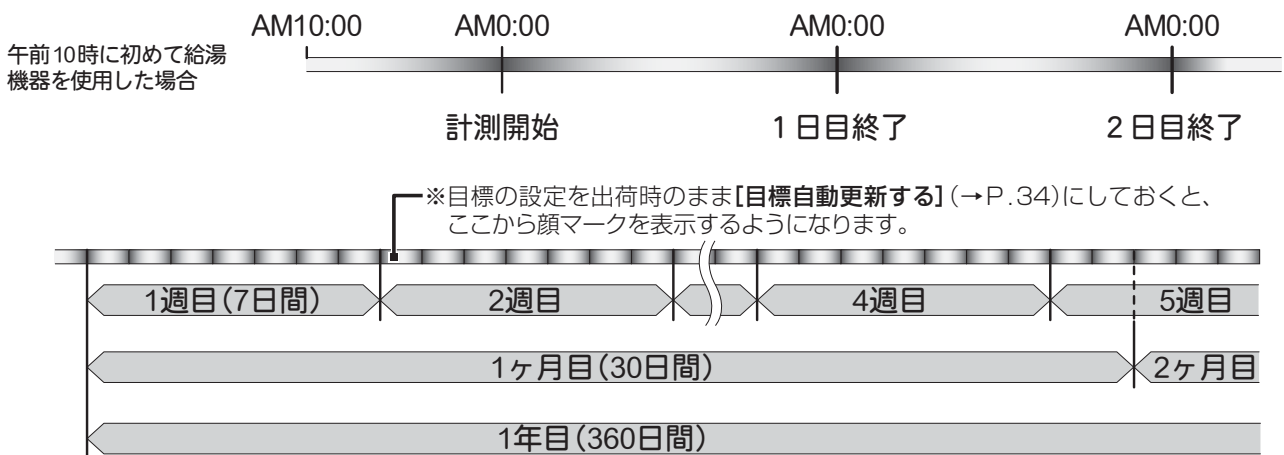 AM10:00 AM0:00 AM0:00 AM0:00
午前10時に初めて給湯
機器を使用した場合
計測開始 1日目終了 2日目終了
※目標の設定を出荷時のまま[目標自動更新する](→P.34)にしておくと、
ここから顔マークを表示するようになります。
1週目(7日間) 2週目 4週目 5週目
1ヶ月目(30日間) 2ヶ月目
1年目(360日間)